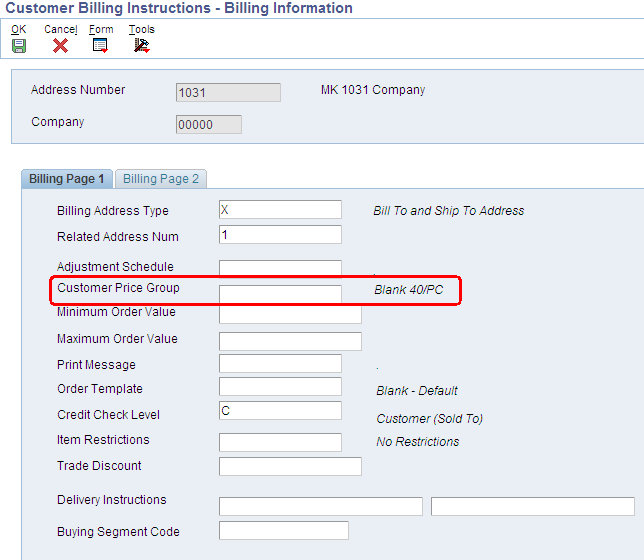 Customer Billing Instructions - Billing Information
OK Cancel Form Tools
Address Number 1031 MK 1031 Company
Company 00000
Billing Page 1 Billing Page 2
Billing Address Type X Bill To and Ship To Address
Related Address Num 1
Adjustment Schedule .
Customer Price Group Blank 40/PC
Minimum Order Value
Maximum Order Value
Print Message .
Order Template Blank - Default
Credit Check Level C Customer (Sold To)
Item Restrictions No Restrictions
Trade Discount
Delivery Instructions
Buying Segment Code